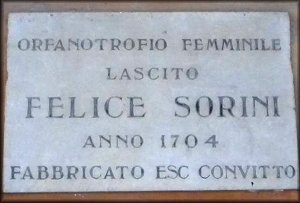 ORFANOTROFIO FEMMINILE
LASCITO
FELICE SORINI
ANNO 1704
FABBRICATO ESC CONVITTO